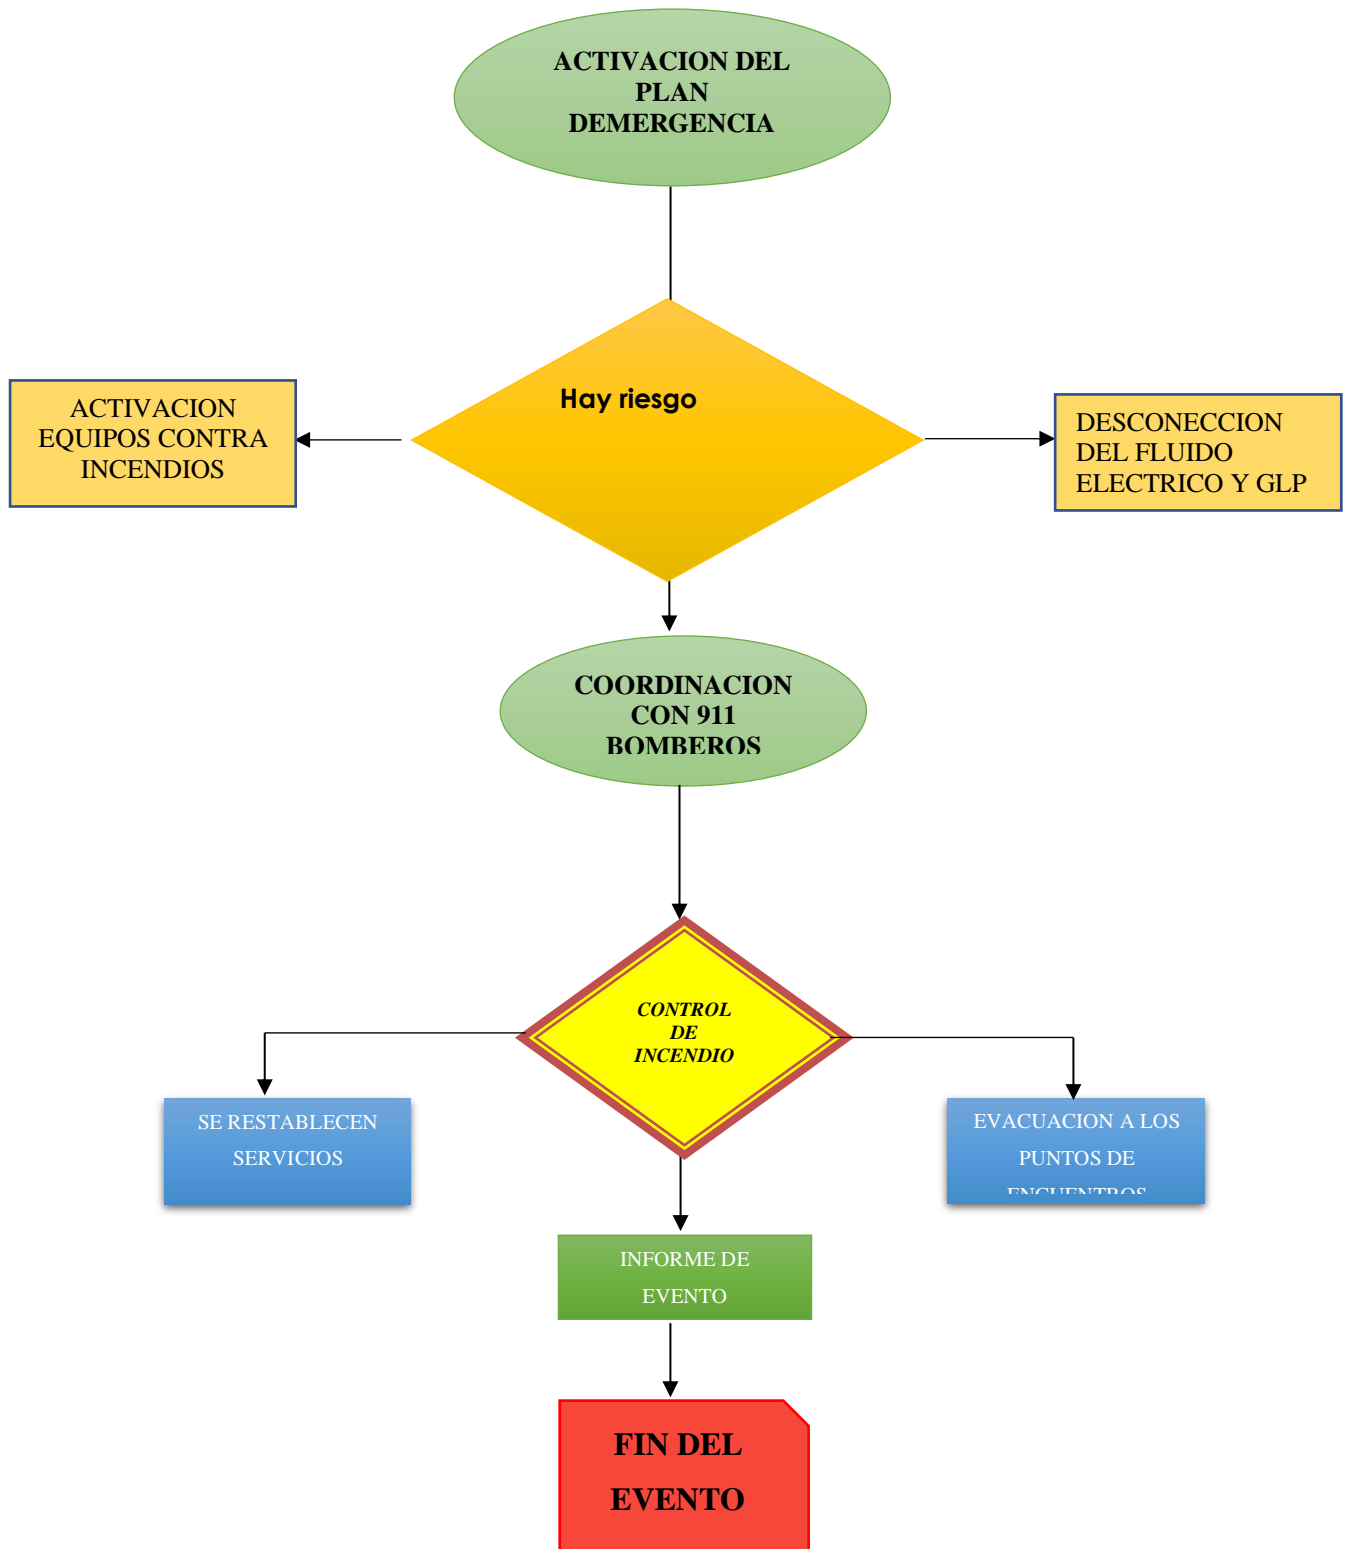 ACTIVACION DEL
PLAN
DEMERGENCIA
Hay riesgo
ACTIVACION
EQUIPOS CONTRA
INCENDIOS
DESCONECCION
DEL FLUIDO
ELECTRICO Y GLP
COORDINACION
CON 911
BOMBEROS
CONTROL
DE
INCENDIO
SE RESTABLECEN
SERVICIOS
EVACUACION A LOS
PUNTOS DE
ENCUENTROS
INFORME DE
EVENTO
FIN DEL
EVENTO